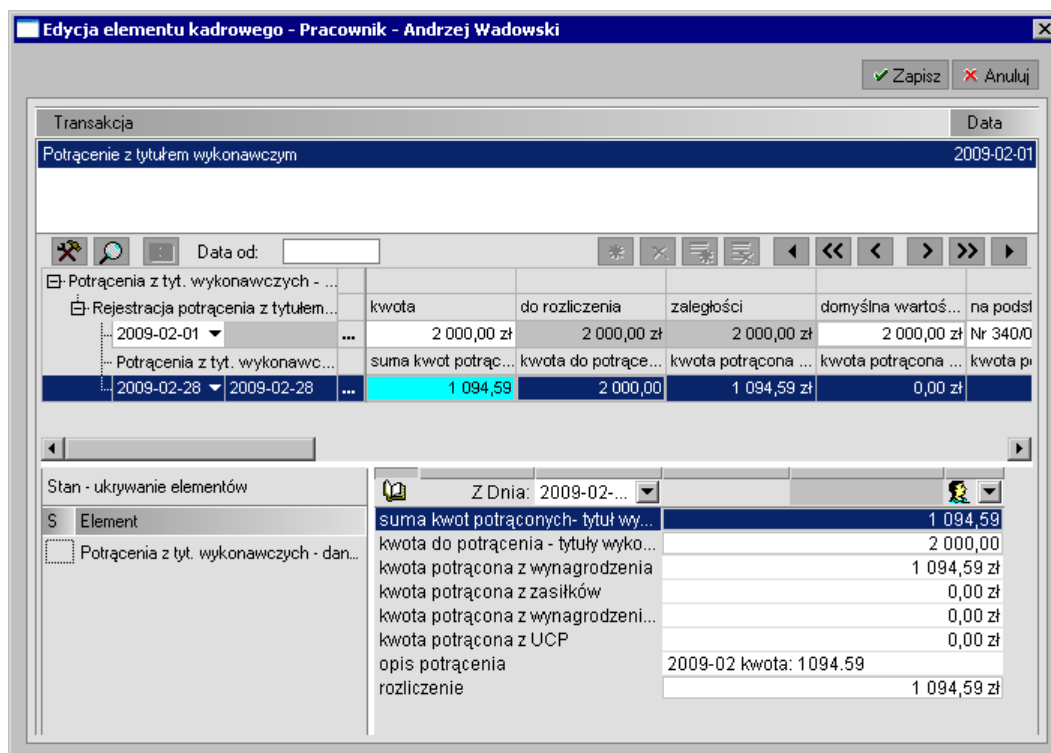 Edycja elementu kadrowego - Pracownik - Andrzej Wadowski
Zapisz Anuluj
Transakcja Data
Potrącenie z tytułem wykonawczym 2009-02-01
Data od:
Potrącenia z tyt. wykonawczych - ...
Rejestracja potrącenia z tytułem... kwota do rozliczenia zaległości domyślna wartoś... na podst
2009-02-01 ... 2 000,00 zł 2 000,00 zł 2 000,00 zł 2 000,00 zł Nr 340/0
Potrącenia z tyt. wykonawc... suma kwot potrąc... kwota do potrące... kwota potrącona ... kwota potrącona ... kwota po
2009-02-28 2009-02-28 ... 1 094,59 2 000,00 1 094,59 zł 0,00 zł
Stan - ukrywanie elementów
S Element
Potrącenia z tyt. wykonawczych - dan...
Z Dnia: 2009-02-...
suma kwot potrąconych- tytuł wy... 1 094,59
kwota do potrącenia - tytuły wyko... 2 000,00
kwota potrącona z wynagrodzenia 1 094,59 zł
kwota potrącona z zasiłków 0,00 zł
kwota potrącona z wynagrodzeni... 0,00 zł
kwota potrącona z UCP 0,00 zł
opis potrącenia 2009-02 kwota: 1094.59
rozliczenie 1 094,59 zł